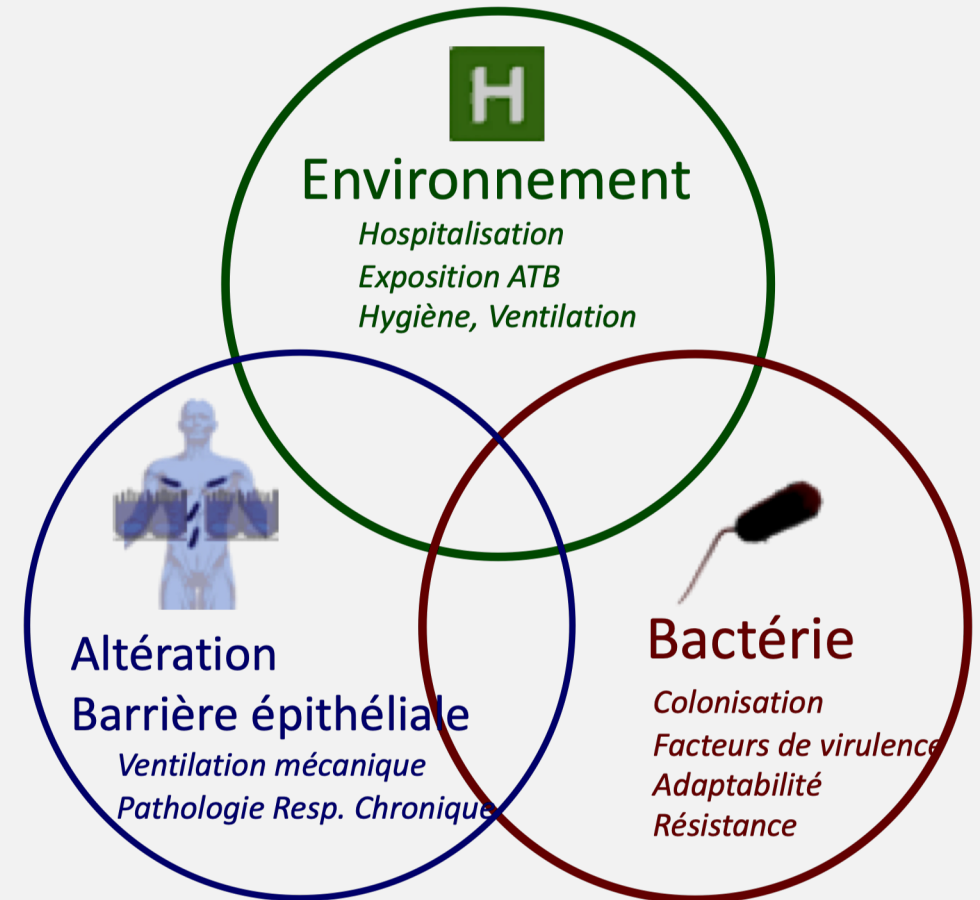 H
Environnement
Hospitalisation
Exposition ATB
Hygiène, Ventilation
Altération
Barrière épithéliale
Ventilation mécanique
Pathologie Resp. Chronique
Bactérie
Colonisation
Facteurs de virulence
Adaptabilité
Résistance